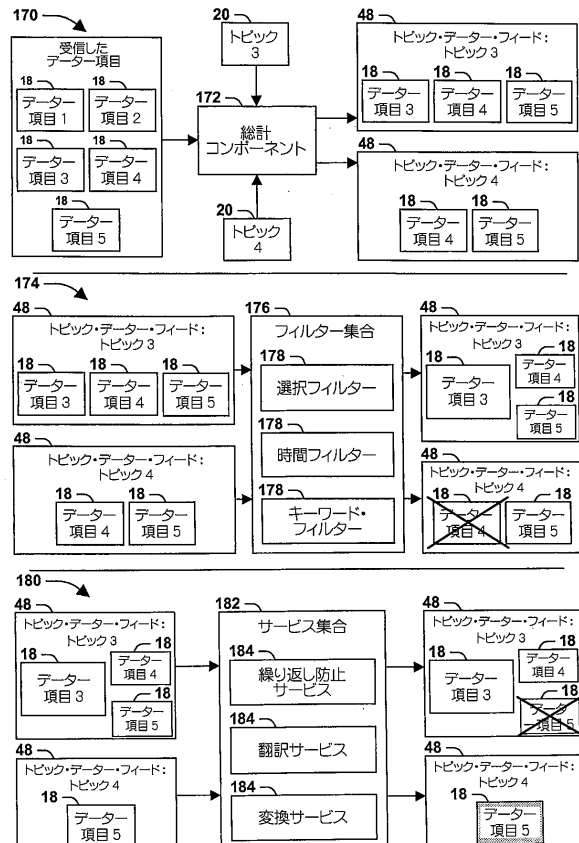 170
受信した
データー項目
18
データー
項目 1
18
データー
項目 2
18
データー
項目 3
18
データー
項目 4
18
データー
項目 5
20
トピック
3
172
総計
コンポーネント
20
トピック
4
48
トピック・データー・フィード:
トピック 3
18
データー
項目 3
18
データー
項目 4
18
データー
項目 5
48
トピック・データー・フィード:
トピック 4
18
データー
項目 4
18
データー
項目 5
174
48
トピック・データー・フィード:
トピック 3
18
データー
項目 3
18
データー
項目 4
18
データー
項目 5
48
トピック・データー・フィード:
トピック 4
18
データー
項目 4
18
データー
項目 5
176
フィルター集合
178
選択フィルター
178
時間フィルター
178
キーワード・
フィルター
48
トピック・データー・フィード:
トピック 3
18
データー
項目 3
18
データー
項目 4
18
データー
項目 5
48
トピック・データー・フィード:
トピック 4
18
データー
項目 4
18
データー
項目 5
180
48
トピック・データー・フィード:
トピック 3
18
データー
項目 3
18
データー
項目 4
18
データー
項目 5
48
トピック・データー・フィード:
トピック 4
18
データー
項目 5
182
サービス集合
184
繰り返し防止
サービス
184
翻訳サービス
184
変換サービス
48
トピック・データー・フィード:
トピック 3
18
データー
項目 3
18
データー
項目 4
18
データ
ー項目 5
48
トピック・データー・フィード:
トピック 4
18
データー
項目 5